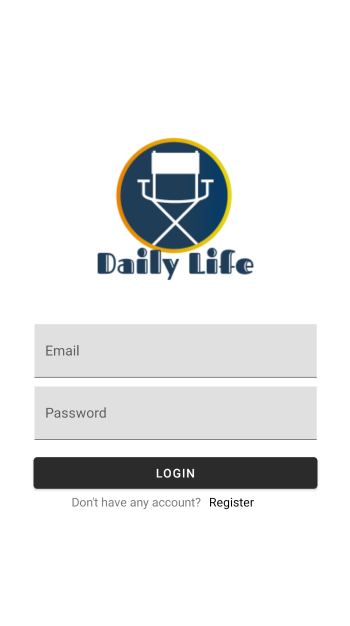 Daily Life
Email
Password
LOGIN
Don't have any account? Register